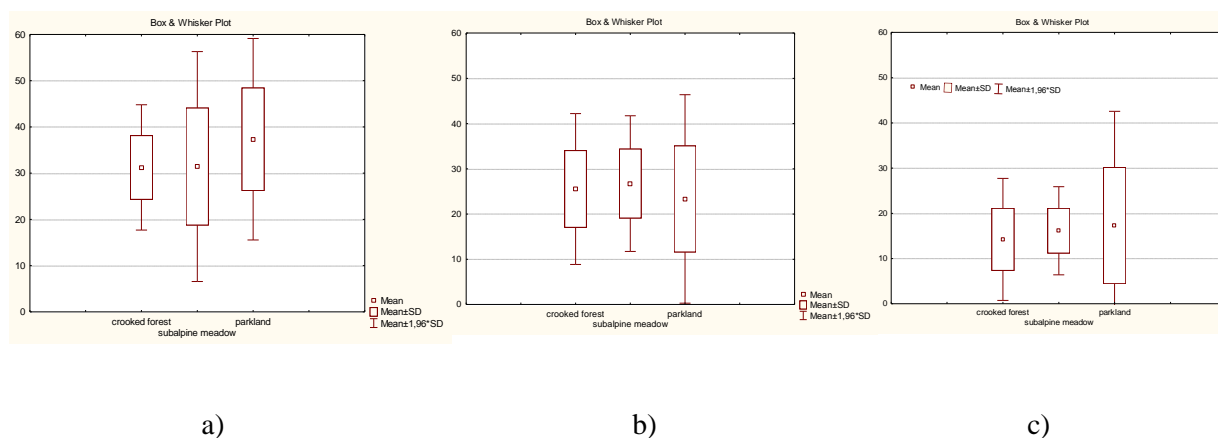 Box & Whisker Plot
60
50
40
30
20
10
0
crooked forest
parkland
subalpine meadow
Mean
Mean±SD
Mean±1,96*SD
a)
Box & Whisker Plot
60
50
40
30
20
10
0
crooked forest
parkland
subalpine meadow
Mean
Mean±SD
Mean±1,96*SD
b)
Box & Whisker Plot
60
50
40
30
20
10
0
Mean Mean±SD Mean±1,96*SD
crooked forest
parkland
subalpine meadow
c)